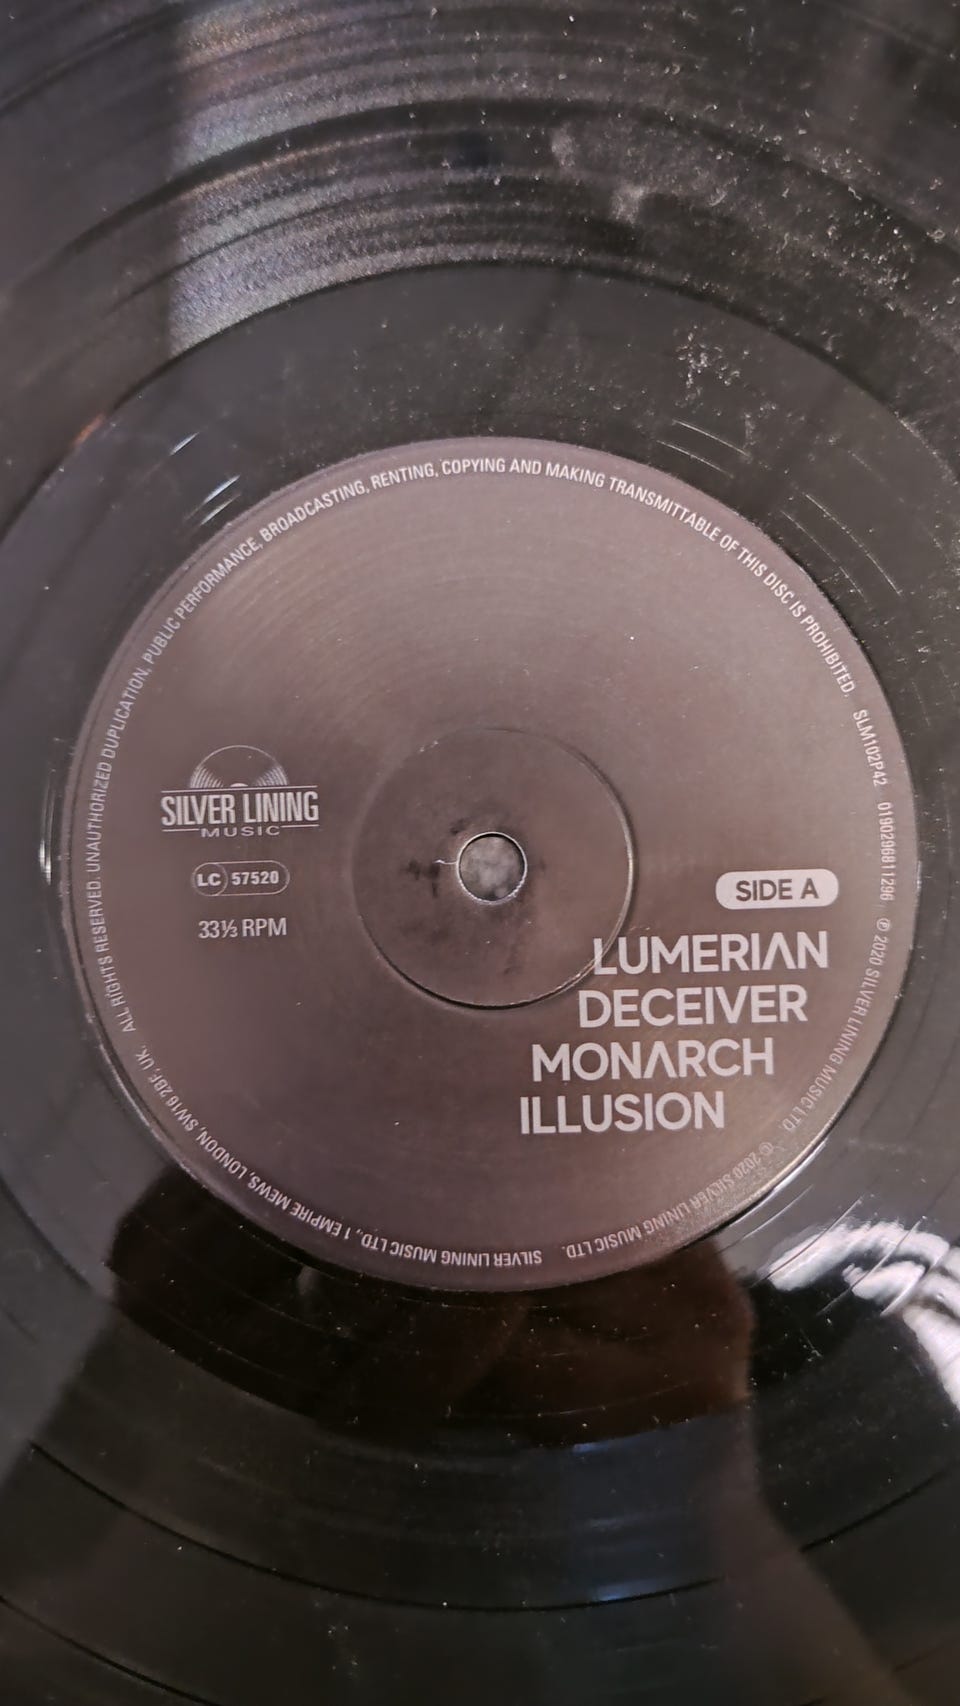 ALL RIGHTS RESERVED. UNAUTHORIZED DUPLICATION, PUBLIC PERFORMANCE, BROADCASTING, RENTING, COPYING AND MAKING TRANSMITTABLE OF THIS DISC IS PROHIBITED. SLM102P42 0190296811296 ℗ 2020 SILVER LINING MUSIC LTD. © 2020 SILVER LINING MUSIC LTD. SILVER LINING MUSIC LTD., 1 EMPIRE MEWS, LONDON, SW16 2BF, UK.
SILVER LINING
MUSIC
LC 57520
33⅓ RPM
SIDE A
LUMERIAN
DECEIVER
MONARCH
ILLUSION